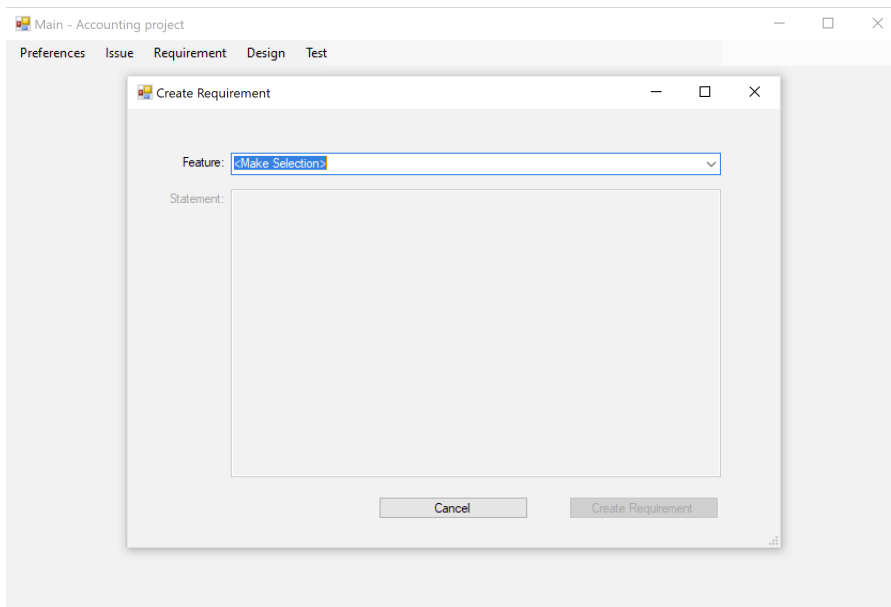 Main - Accounting project
Preferences Issue Requirement Design Test
Create Requirement
Feature: <Make Selection>
Statement:
Cancel Create Requirement